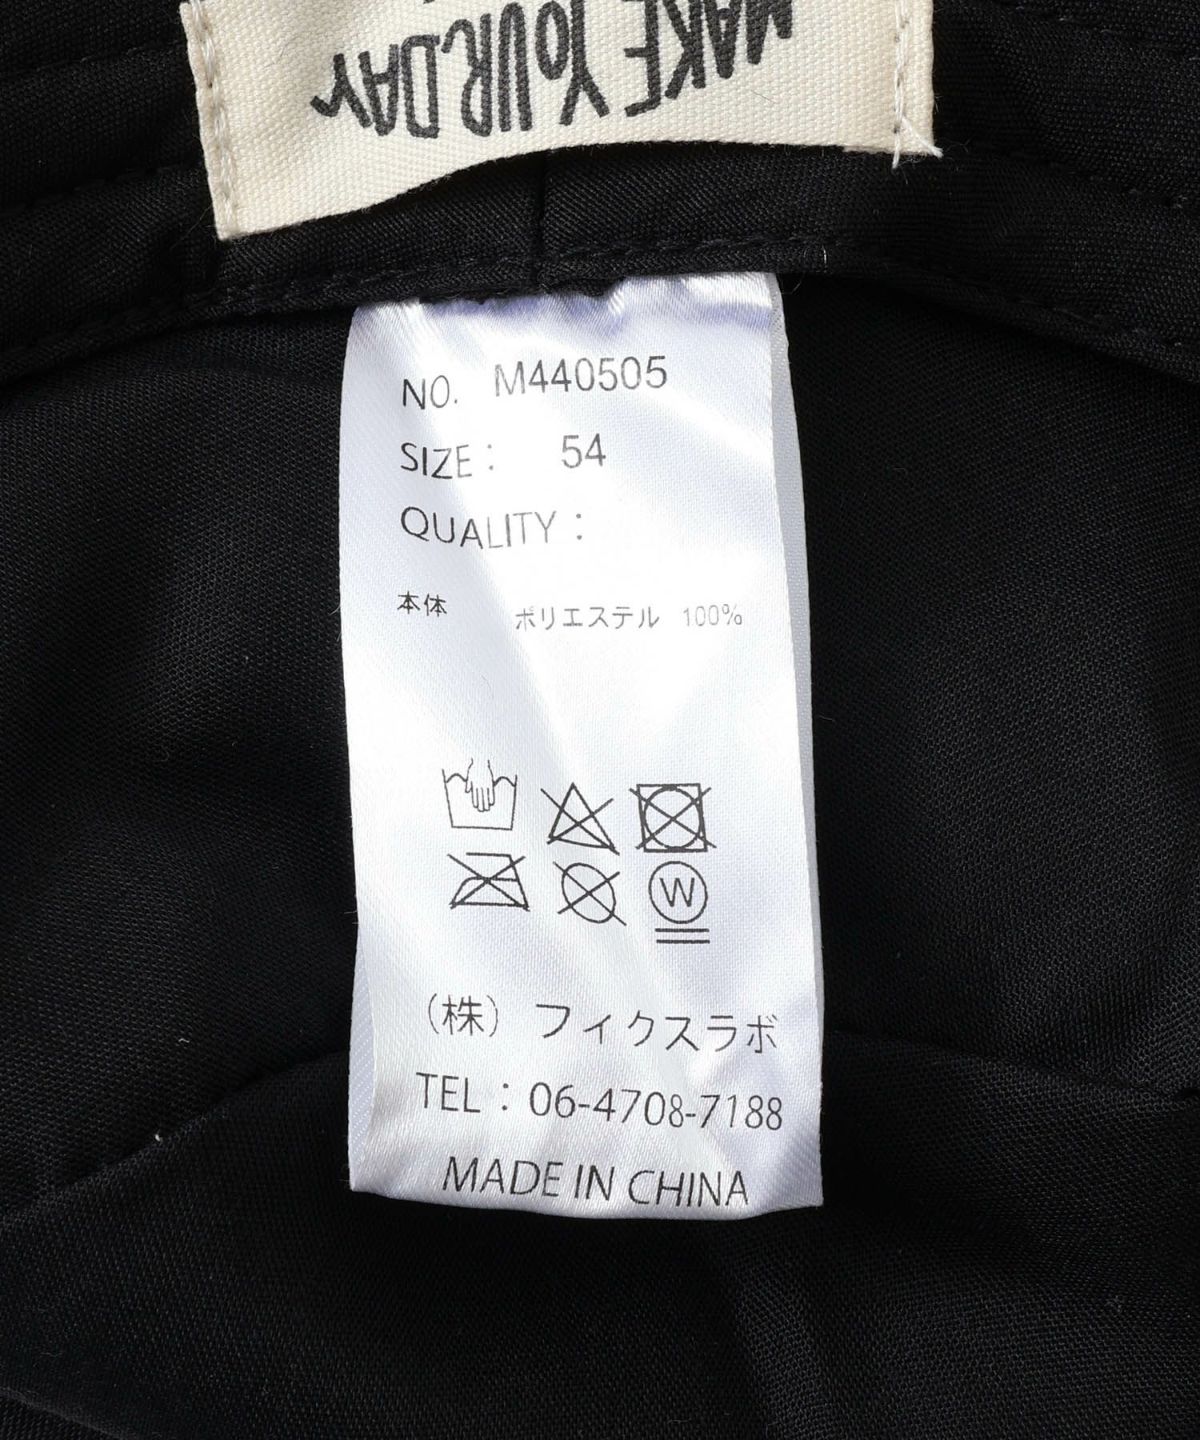 MAKE YOUR.DAY
NO. M440505
SIZE : 54
QUALITY :
本体 ポリエステル 100%
W
(株) フィクスラボ
TEL : 06-4708-7188
MADE IN CHINA